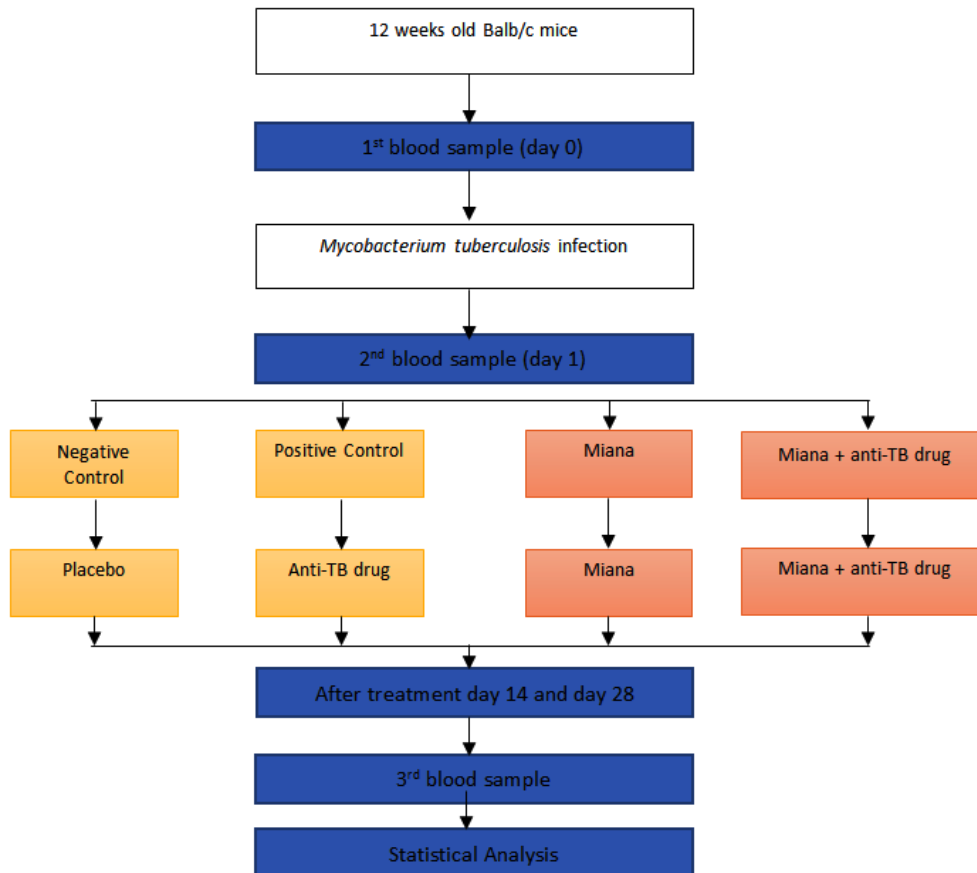 12 weeks old Balb/c mice
1st blood sample (day 0)
Mycobacterium tuberculosis infection
2nd blood sample (day 1)
Negative
Control
Positive Control
Miana
Miana + anti-TB drug
Placebo
Anti-TB drug
Miana
Miana + anti-TB drug
After treatment day 14 and day 28
3rd blood sample
Statistical Analysis